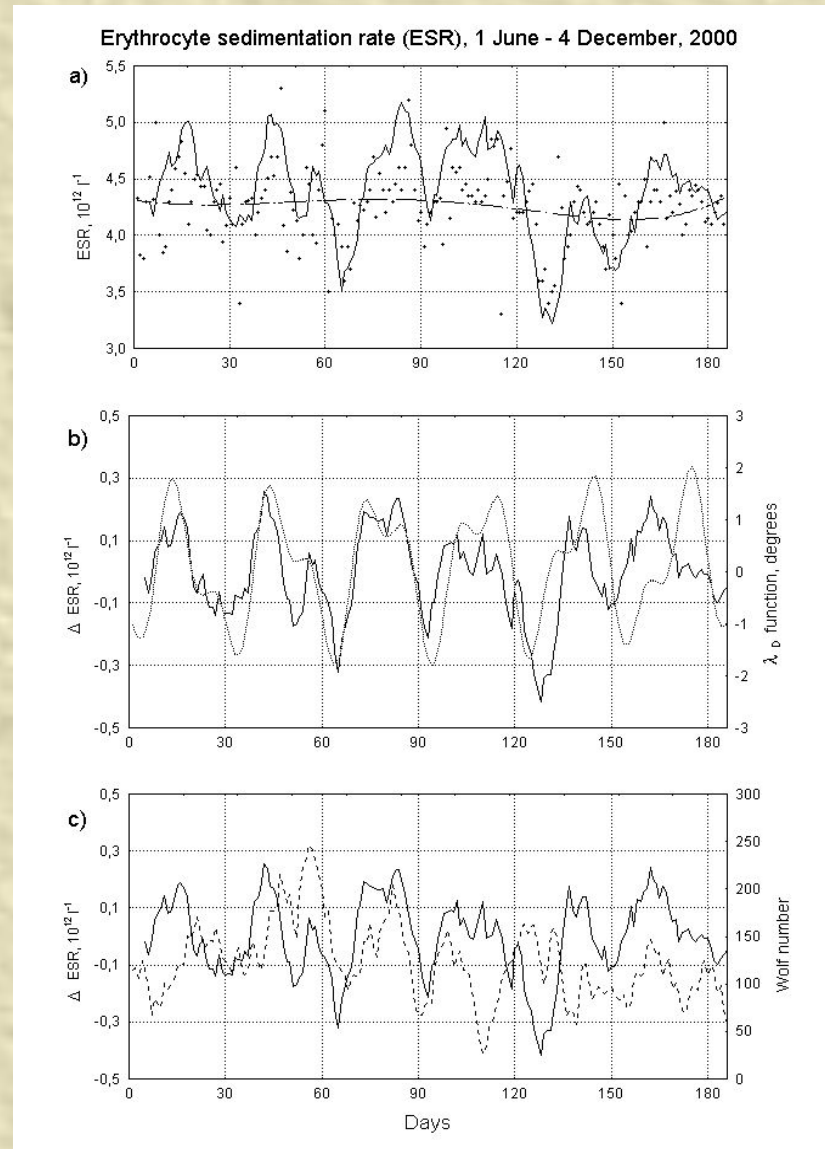 Erythrocyte sedimentation rate (ESR), 1 June - 4 December, 2000
a)
5,5
5,0
4,5
4,0
3,5
3,0
ESR, 10¹² l⁻¹
0 30 60 90 120 150 180
b)
0,5
0,3
0,1
-0,1
-0,3
-0,5
Δ ESR, 10¹² l⁻¹
3
2
1
0
-1
-2
-3
λ D function, degrees
0 30 60 90 120 150 180
c)
0,5
0,3
0,1
-0,1
-0,3
-0,5
Δ ESR, 10¹² l⁻¹
300
250
200
150
100
50
0
Wolf number
0 30 60 90 120 150 180
Days